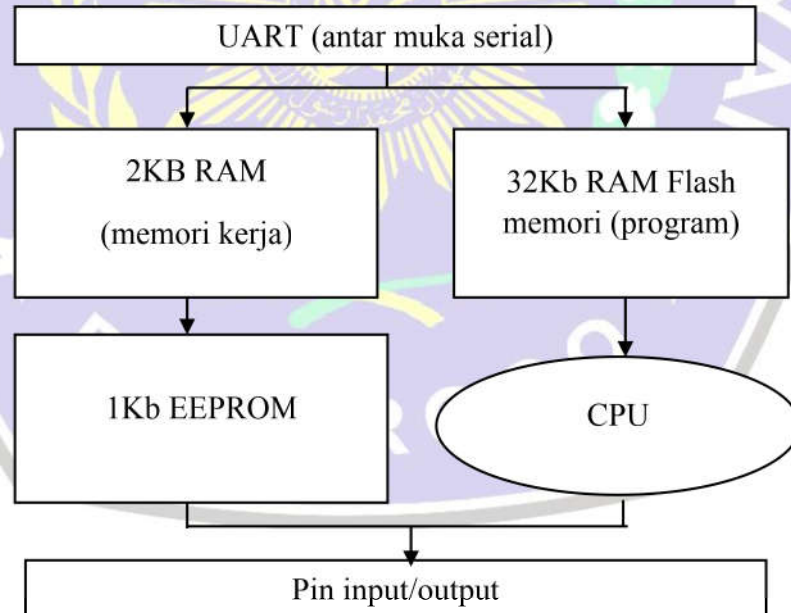 UART (antar muka serial)
2KB RAM
(memori kerja)
32Kb RAM Flash
memori (program)
1Kb EEPROM
CPU
Pin input/output